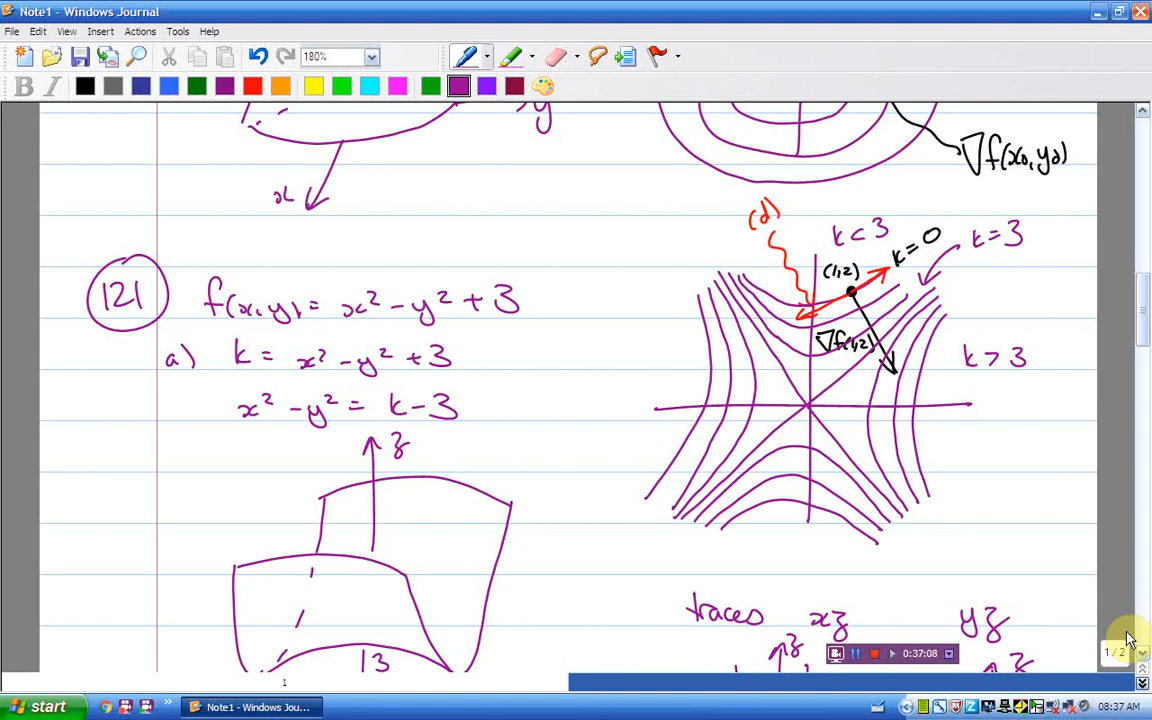 Note1 - Windows Journal
File Edit View Insert Actions Tools Help
180%
B I
y
x
∇f(x₀, y₀)
(d)
k < 3
k = 0
k = 3
(1,2)
121
f(x,y) = x² - y² + 3
∇f(1,2)
a) k = x² - y² + 3
k > 3
x² - y² = k - 3
z
traces xz yz
z z
13
0:37:08
1 / 2
1
start
Note1 - Windows Jou...
08:37 AM